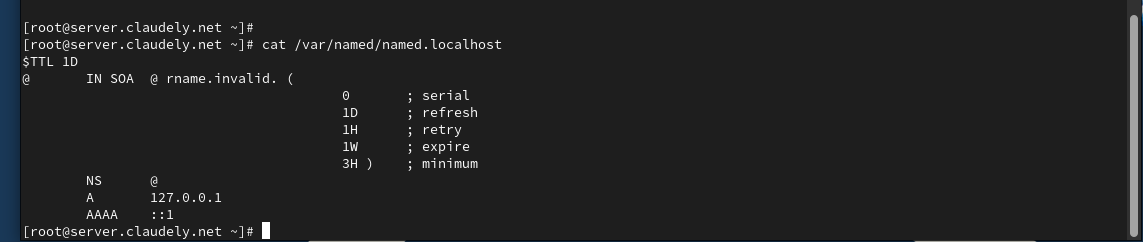 [root@server.claudely.net ~]#
[root@server.claudely.net ~]# cat /var/named/named.localhost
$TTL 1D
@       IN SOA  @ rname.invalid. (
                                        0       ; serial
                                        1D      ; refresh
                                        1H      ; retry
                                        1W      ; expire
                                        3H )    ; minimum
        NS      @
        A       127.0.0.1
        AAAA    ::1
[root@server.claudely.net ~]#